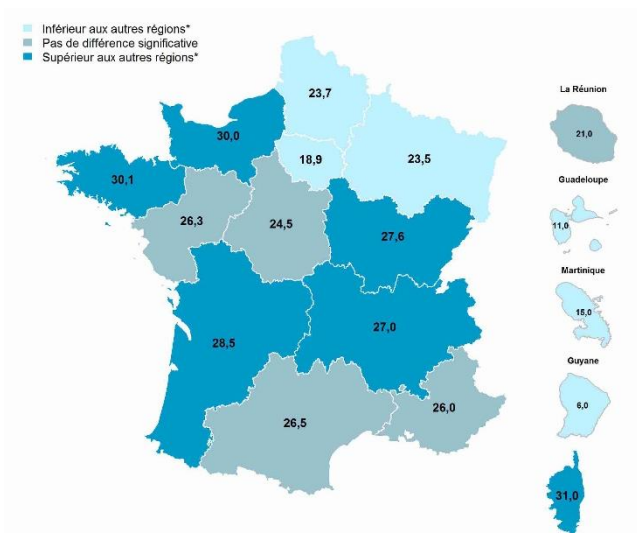 Inférieur aux autres régions*
Pas de différence significative
Supérieur aux autres régions*
23,7
30,0
18,9
23,5
30,1
26,3
24,5
27,6
28,5
27,0
26,5
26,0
La Réunion
21,0
Guadeloupe
11,0
Martinique
15,0
Guyane
6,0
31,0